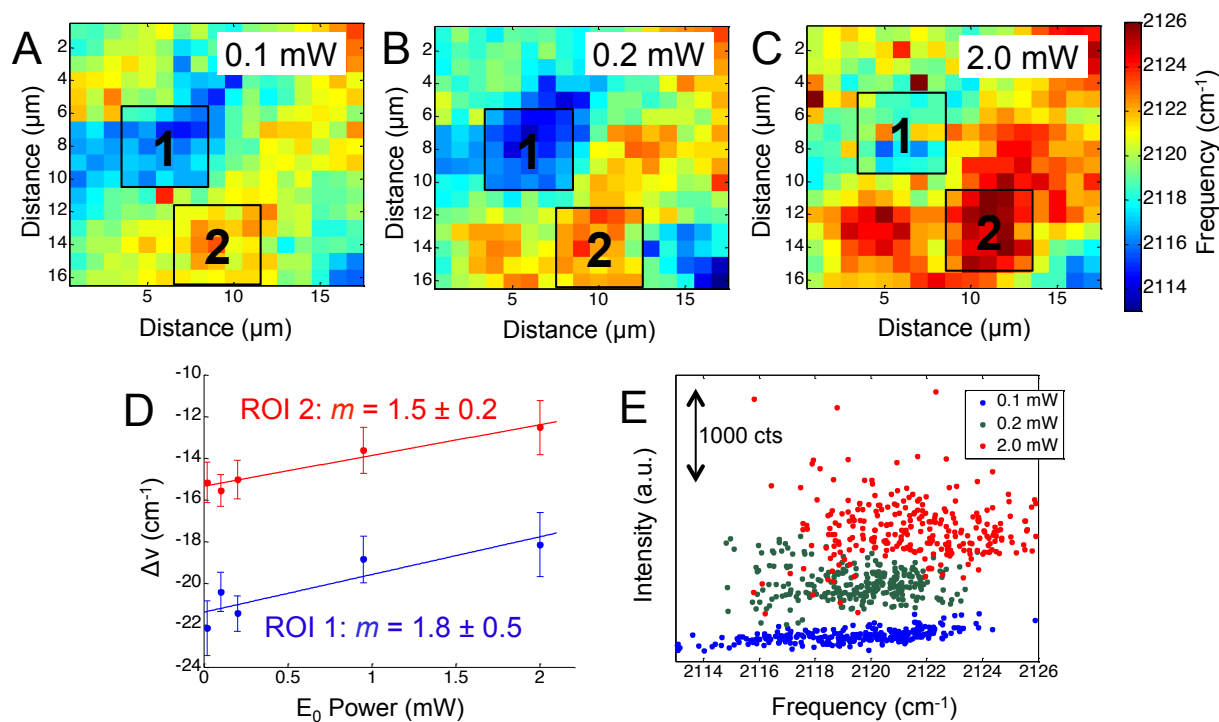 A
0.1 mW
2
4
6
8
10
12
14
16
Distance (μm)
1
2
5
10
15
Distance (μm)
B
0.2 mW
2
4
6
8
10
12
14
16
Distance (μm)
1
2
5
10
15
Distance (μm)
C
2.0 mW
2
4
6
8
10
12
14
16
Distance (μm)
1
2
5
10
15
Distance (μm)
2126
2124
2122
2120
2118
2116
2114
Frequency (cm⁻¹)
D
-10
-12
-14
-16
-18
-20
-22
-24
Δν (cm⁻¹)
ROI 2: m = 1.5 ± 0.2
ROI 1: m = 1.8 ± 0.5
0
0.5
1
1.5
2
E₀ Power (mW)
E
1000 cts
0.1 mW
0.2 mW
2.0 mW
Intensity (a.u.)
2114
2116
2118
2120
2122
2124
2126
Frequency (cm⁻¹)